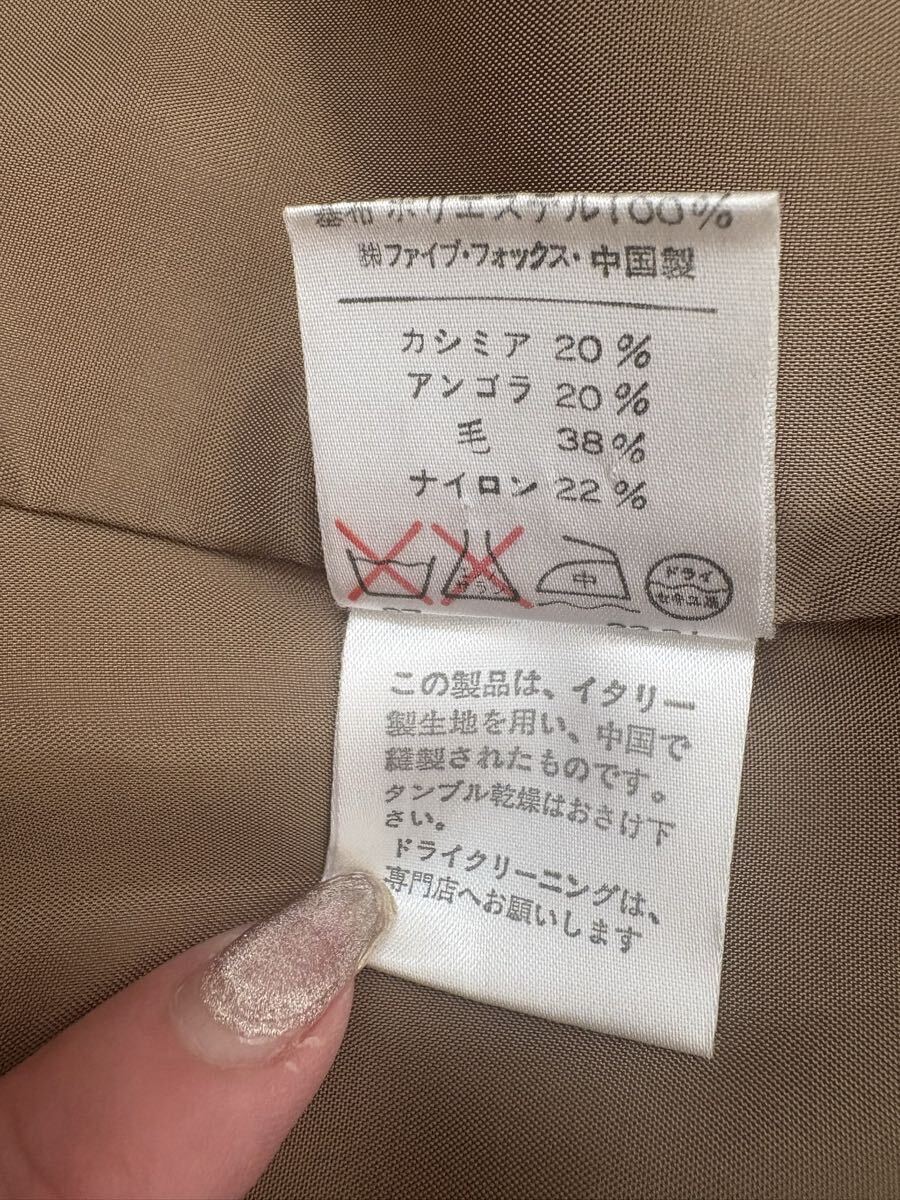 基布 ポリエステル100%
㈱ファイブ・フォックス・中国製
カシミア 20%
アンゴラ 20%
毛 38%
ナイロン 22%
中
ドライ
セキユ系
この製品は、イタリー
製生地を用い、中国で
縫製されたものです。
タンブル乾燥はおさけ下
さい。
ドライクリーニングは、
専門店へお願いします